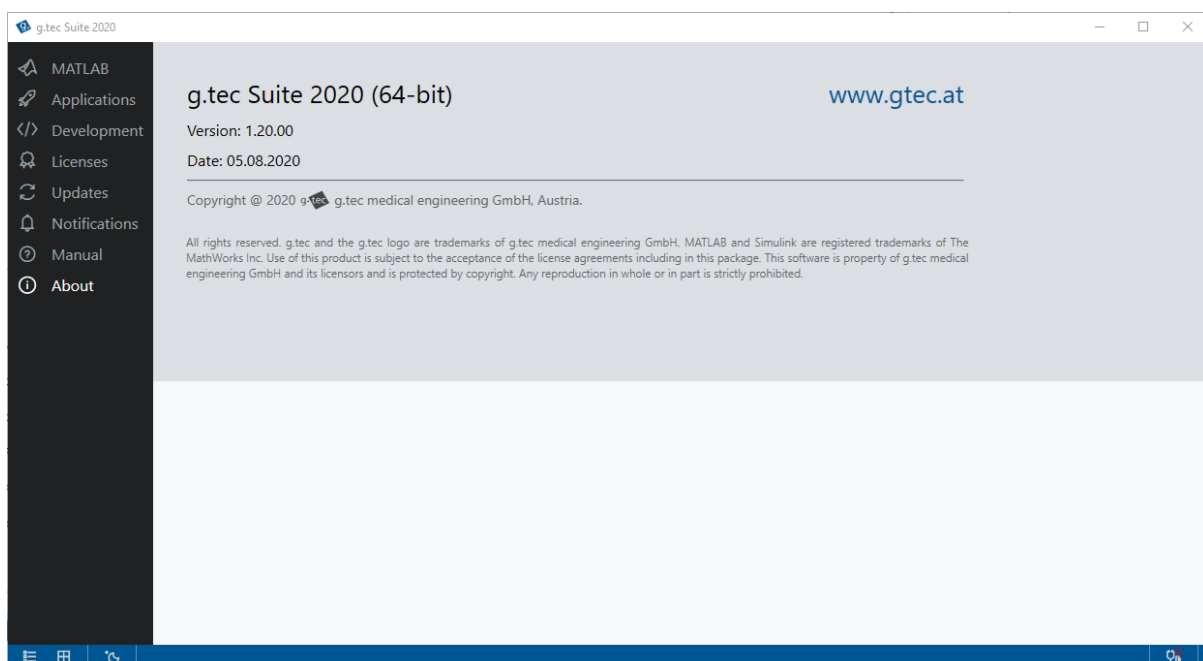 g.tec Suite 2020
MATLAB
Applications
Development
Licenses
Updates
Notifications
Manual
About
g.tec Suite 2020 (64-bit)
www.gtec.at
Version: 1.20.00
Date: 05.08.2020
Copyright @ 2020 g.tec g.tec medical engineering GmbH, Austria.
All rights reserved. g.tec and the g.tec logo are trademarks of g.tec medical engineering GmbH. MATLAB and Simulink are registered trademarks of The
MathWorks Inc. Use of this product is subject to the acceptance of the license agreements including in this package. This software is property of g.tec medical
engineering GmbH and its licensors and is protected by copyright. Any reproduction in whole or in part is strictly prohibited.